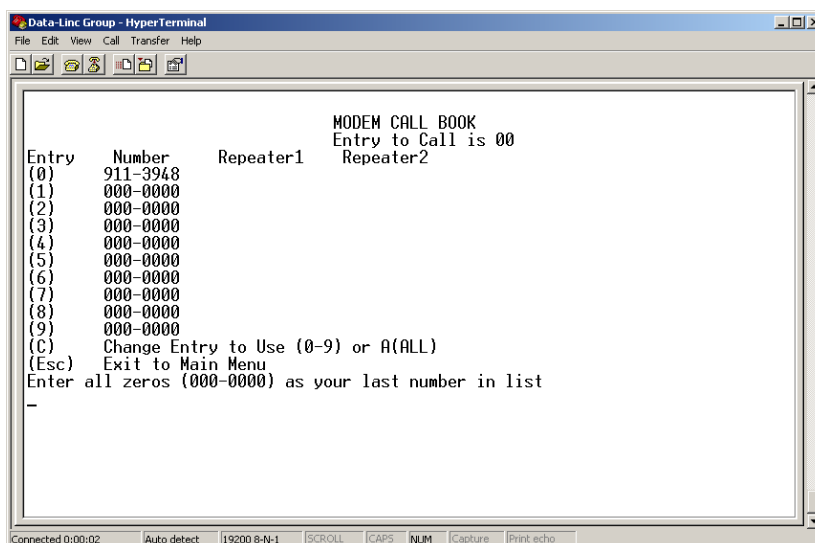 Data-Linc Group - HyperTerminal
File Edit View Call Transfer Help
MODEM CALL BOOK
Entry to Call is 00
Entry Number Repeater1 Repeater2
(0) 911-3948
(1) 000-0000
(2) 000-0000
(3) 000-0000
(4) 000-0000
(5) 000-0000
(6) 000-0000
(7) 000-0000
(8) 000-0000
(9) 000-0000
(C) Change Entry to Use (0-9) or A(ALL)
(Esc) Exit to Main Menu
Enter all zeros (000-0000) as your last number in list
Connected 0:00:02 Auto detect 19200 8-N-1 SCROLL CAPS NUM Capture Print echo